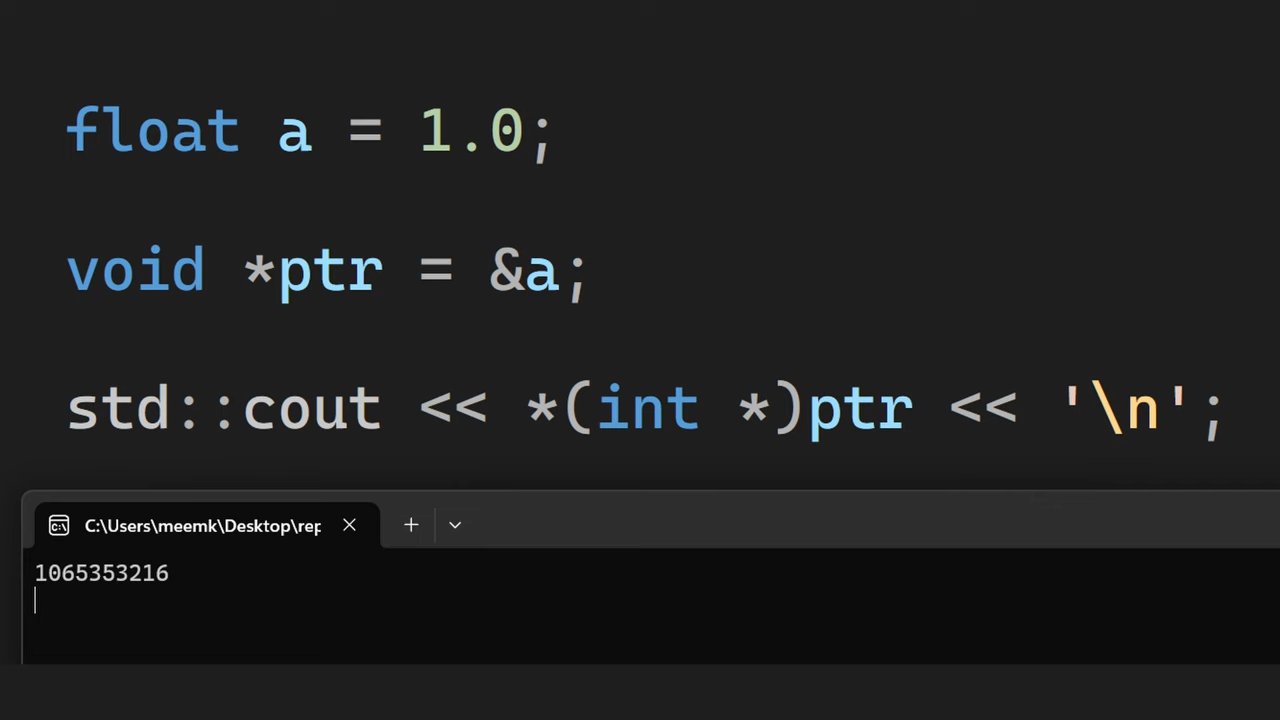 float a = 1.0;
void *ptr = &a;
std::cout << *(int *)ptr << '\n';
C:\Users\meemk\Desktop\rep
1065353216